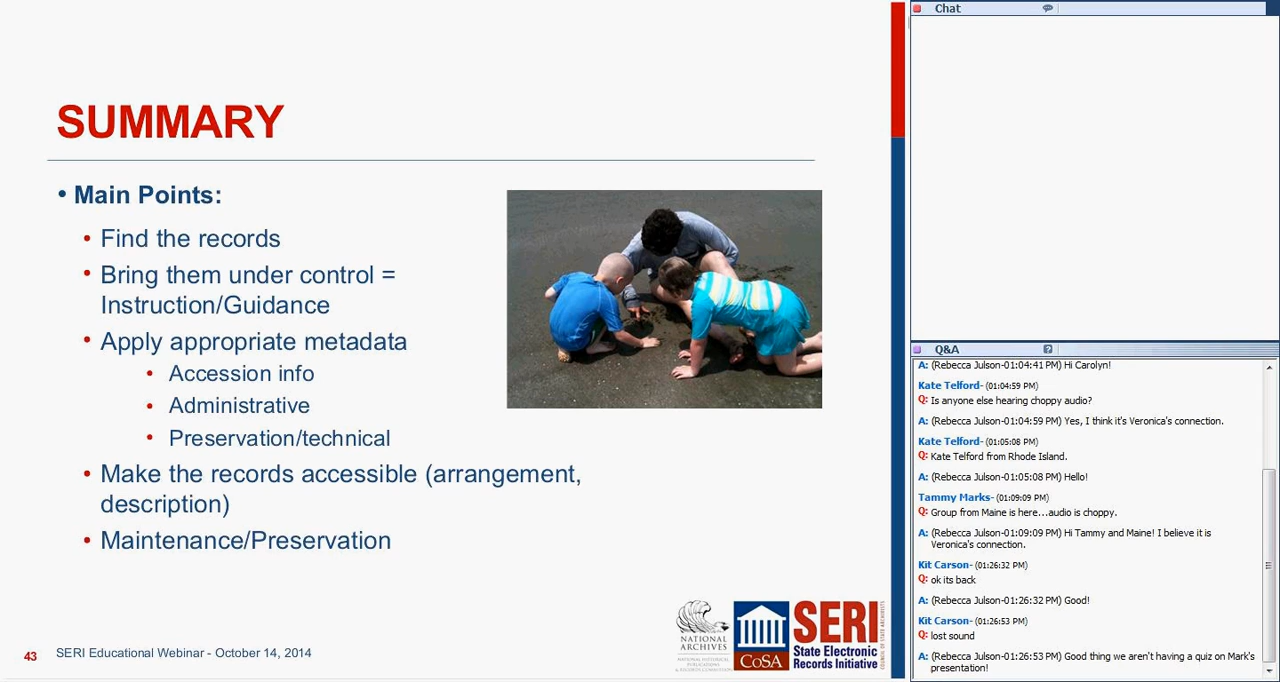 SUMMARY
• Main Points:
• Find the records
• Bring them under control =
Instruction/Guidance
• Apply appropriate metadata
• Accession info
• Administrative
• Preservation/technical
• Make the records accessible (arrangement,
description)
• Maintenance/Preservation
43
SERI Educational Webinar - October 14, 2014
NATIONAL
ARCHIVES
CoSA
SERI
State Electronic
Records Initiative
COUNCIL OF STATE ARCHIVISTS
Chat
Q&A
A: (Rebecca Julson-01:04:41 PM) Hi Carolyn!
Kate Telford- (01:04:59 PM)
Q: Is anyone else hearing choppy audio?
A: (Rebecca Julson-01:04:59 PM) Yes, I think it's Veronica's connection.
Kate Telford- (01:05:08 PM)
Q: Kate Telford from Rhode Island.
A: (Rebecca Julson-01:05:08 PM) Hello!
Tammy Marks- (01:09:09 PM)
Q: Group from Maine is here...audio is choppy.
A: (Rebecca Julson-01:09:09 PM) Hi Tammy and Maine! I believe it is
Veronica's connection.
Kit Carson- (01:26:32 PM)
Q: ok its back
A: (Rebecca Julson-01:26:32 PM) Good!
Kit Carson- (01:26:53 PM)
Q: lost sound
A: (Rebecca Julson-01:26:53 PM) Good thing we aren't having a quiz on Mark's
presentation!